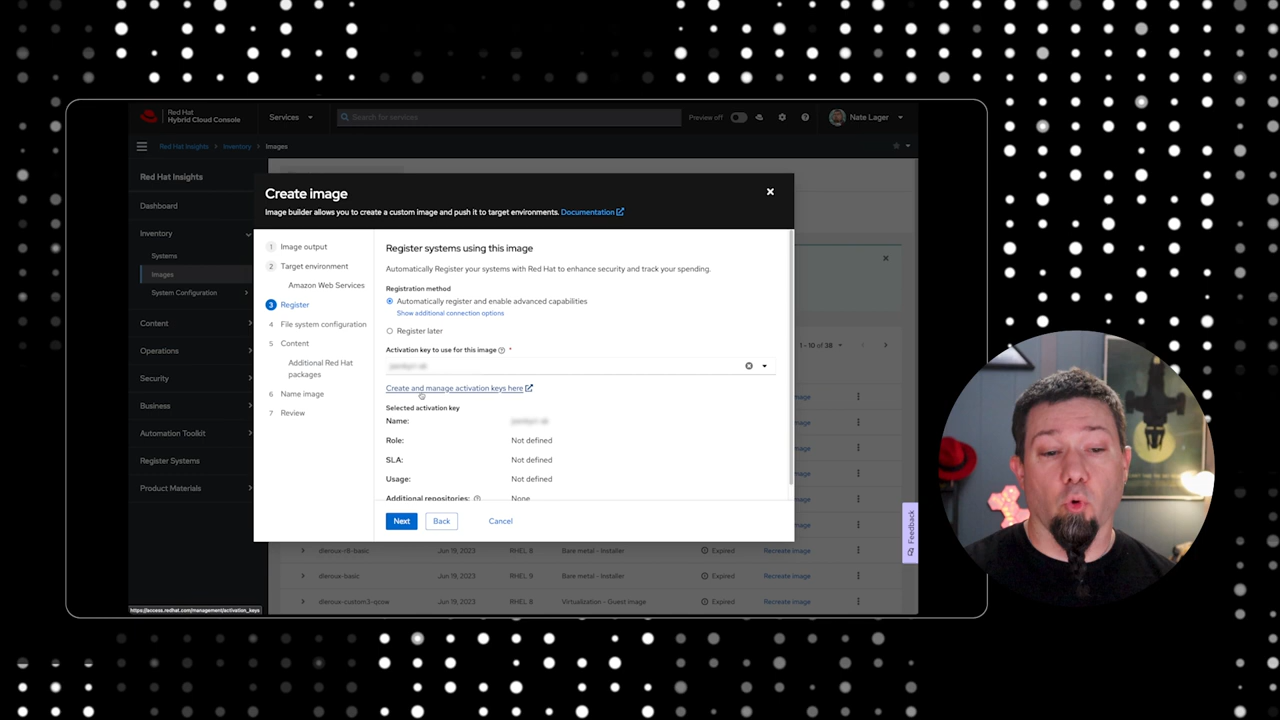 Red Hat
Hybrid Cloud Console
Services
Search for services
Preview off
Nate Lager
Red Hat Insights > Inventory > Images
Red Hat Insights
Dashboard
Inventory
Systems
Images
System Configuration
Content
Operations
Security
Business
Automation Toolkit
Register Systems
Product Materials
Create image
Image builder allows you to create a custom image and push it to target environments. Documentation
1 Image output
2 Target environment
Amazon Web Services
3 Register
4 File system configuration
5 Content
Additional Red Hat
packages
6 Name image
7 Review
Register systems using this image
Automatically Register your systems with Red Hat to enhance security and track your spending.
Registration method
Automatically register and enable advanced capabilities
Show additional connection options
Register later
Activation key to use for this image *
Create and manage activation keys here
Selected activation key
Name:
Role: Not defined
SLA: Not defined
Usage: Not defined
Additional repositories: None
Next
Back
Cancel
1 - 10 of 38
mage
mage
mage
mage
mage
mage
dieroux-r8-basic Jun 19, 2023 RHEL 8 Bare metal - Installer Expired Recreate image
dieroux-basic Jun 19, 2023 RHEL 9 Bare metal - Installer Expired Recreate image
dieroux-custom3-qcow Jun 19, 2023 RHEL 8 Virtualization - Guest image Expired Recreate image
Feedback
https://access.redhat.com/management/activation_keys